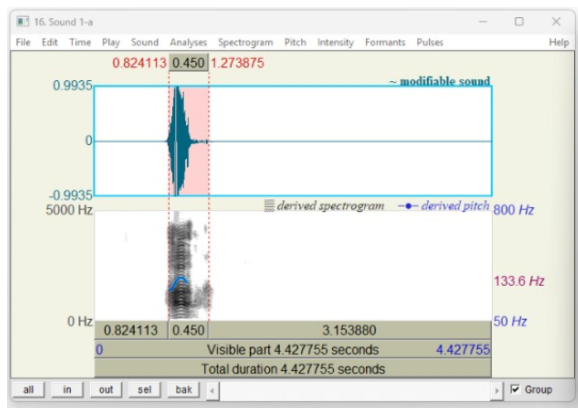 16. Sound 1-a
File Edit Time Play Sound Analyses Spectrogram Pitch Intensity Formants Pulses Help
0.824113 0.450 1.273875
0.9935 ~ modifiable sound
0
-0.9935
5000 Hz derived spectrogram derived pitch 800 Hz
133.6 Hz
0 Hz 50 Hz
0.824113 0.450 3.153880
0 Visible part 4.427755 seconds 4.427755
Total duration 4.427755 seconds
all in out sel bak Group